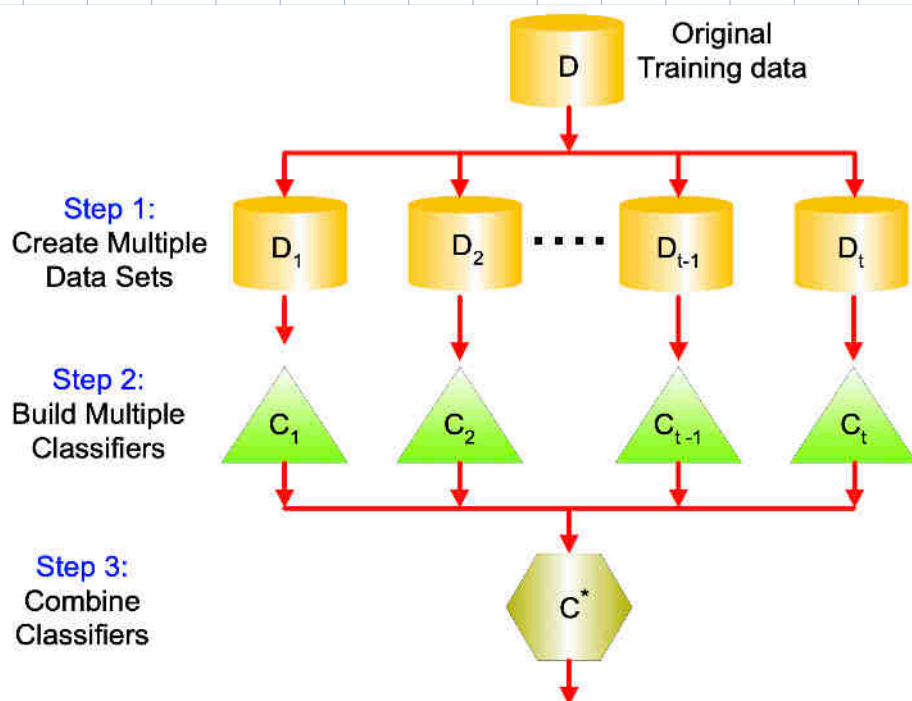 D
Original
Training data
Step 1:
Create Multiple
Data Sets
D₁
D₂
....
Dₜ₋₁
Dₜ
Step 2:
Build Multiple
Classifiers
C₁
C₂
Cₜ₋₁
Cₜ
Step 3:
Combine
Classifiers
C*